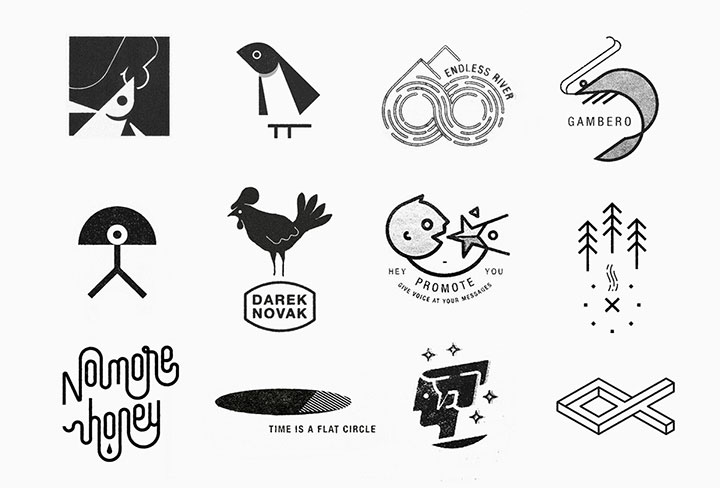 ENDLESS RIVER
GAMBERO
DAREK
NOVAK
HEY
YOU
PROMOTE
GIVE VOICE AT YOUR MESSAGES
No more
honey
TIME IS A FLAT CIRCLE